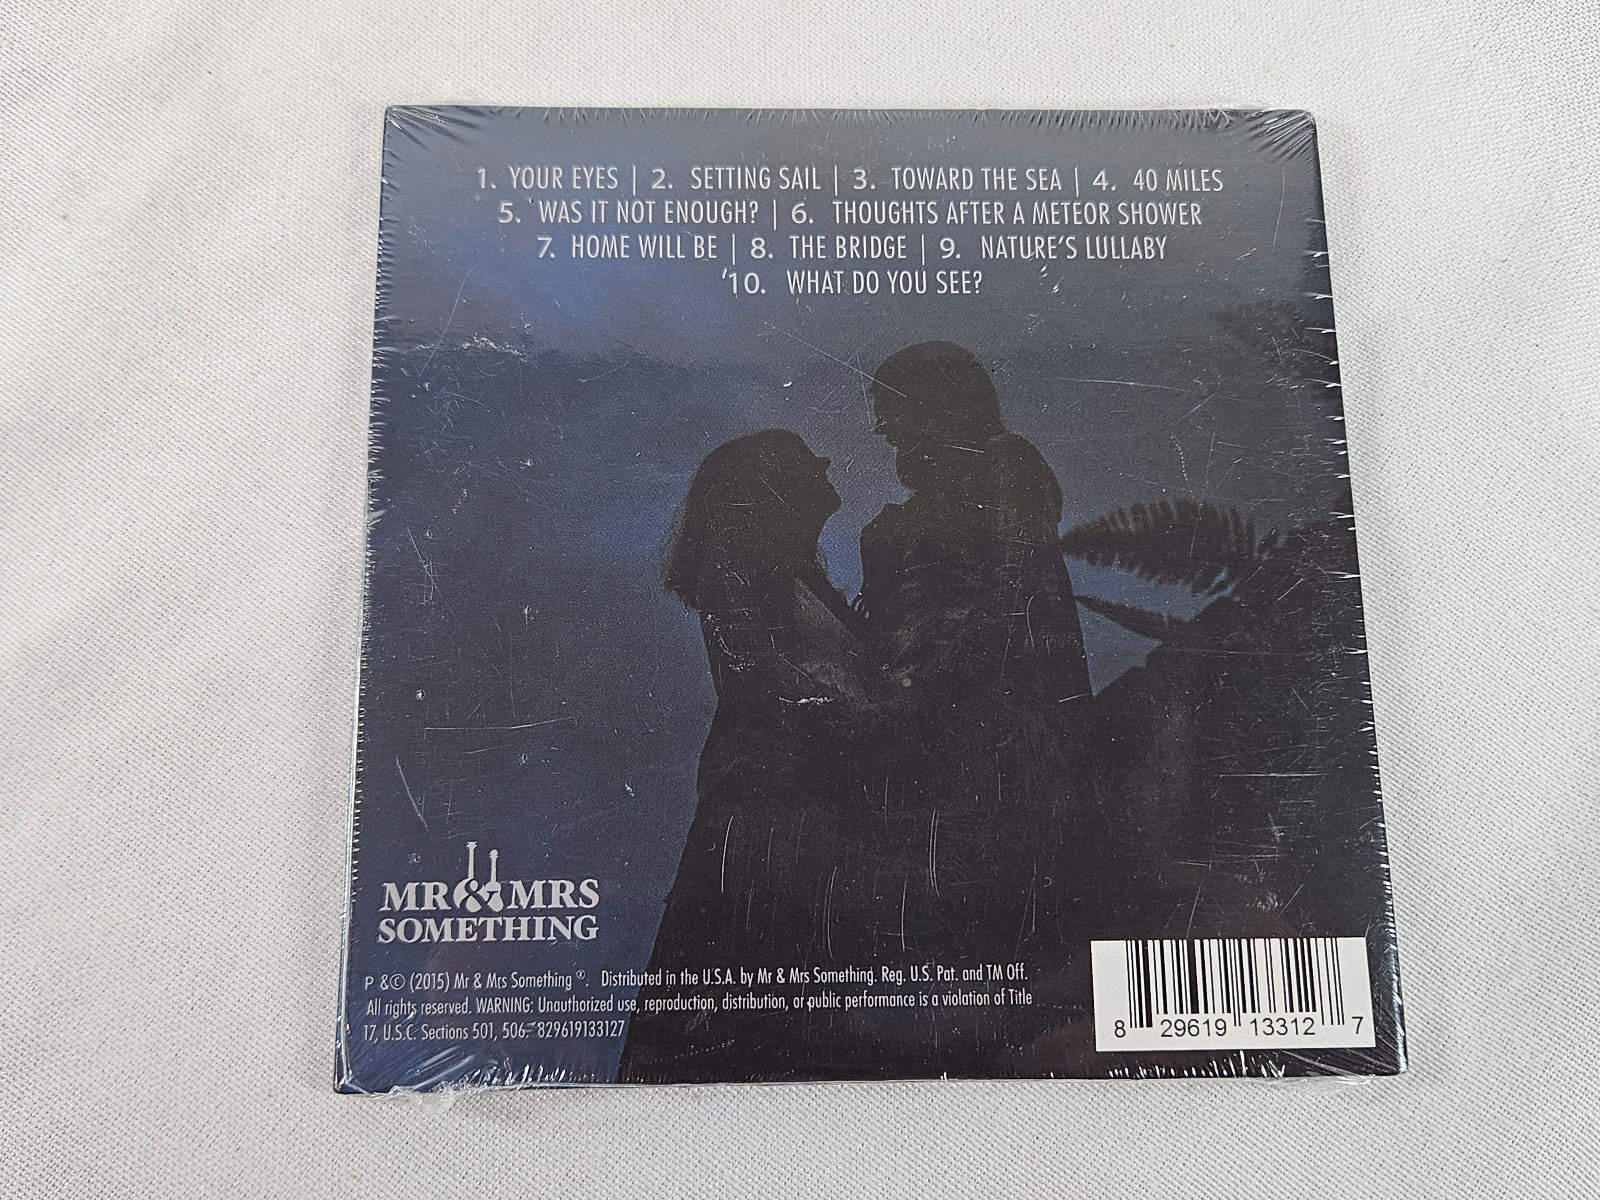 1. YOUR EYES | 2. SETTING SAIL | 3. TOWARD THE SEA | 4. 40 MILES
5. WAS IT NOT ENOUGH? | 6. THOUGHTS AFTER A METEOR SHOWER
7. HOME WILL BE | 8. THE BRIDGE | 9. NATURE'S LULLABY
10. WHAT DO YOU SEE?
MR & MRS
SOMETHING
P &© (2015) Mr & Mrs Something ®. Distributed in the U.S.A. by Mr & Mrs Something. Reg. U.S. Pat. and TM Off.
All rights reserved. WARNING: Unauthorized use, reproduction, distribution, or public performance is a violation of Title
17, U.S.C. Sections 501, 506. 829619133127
8 29619 13312 7